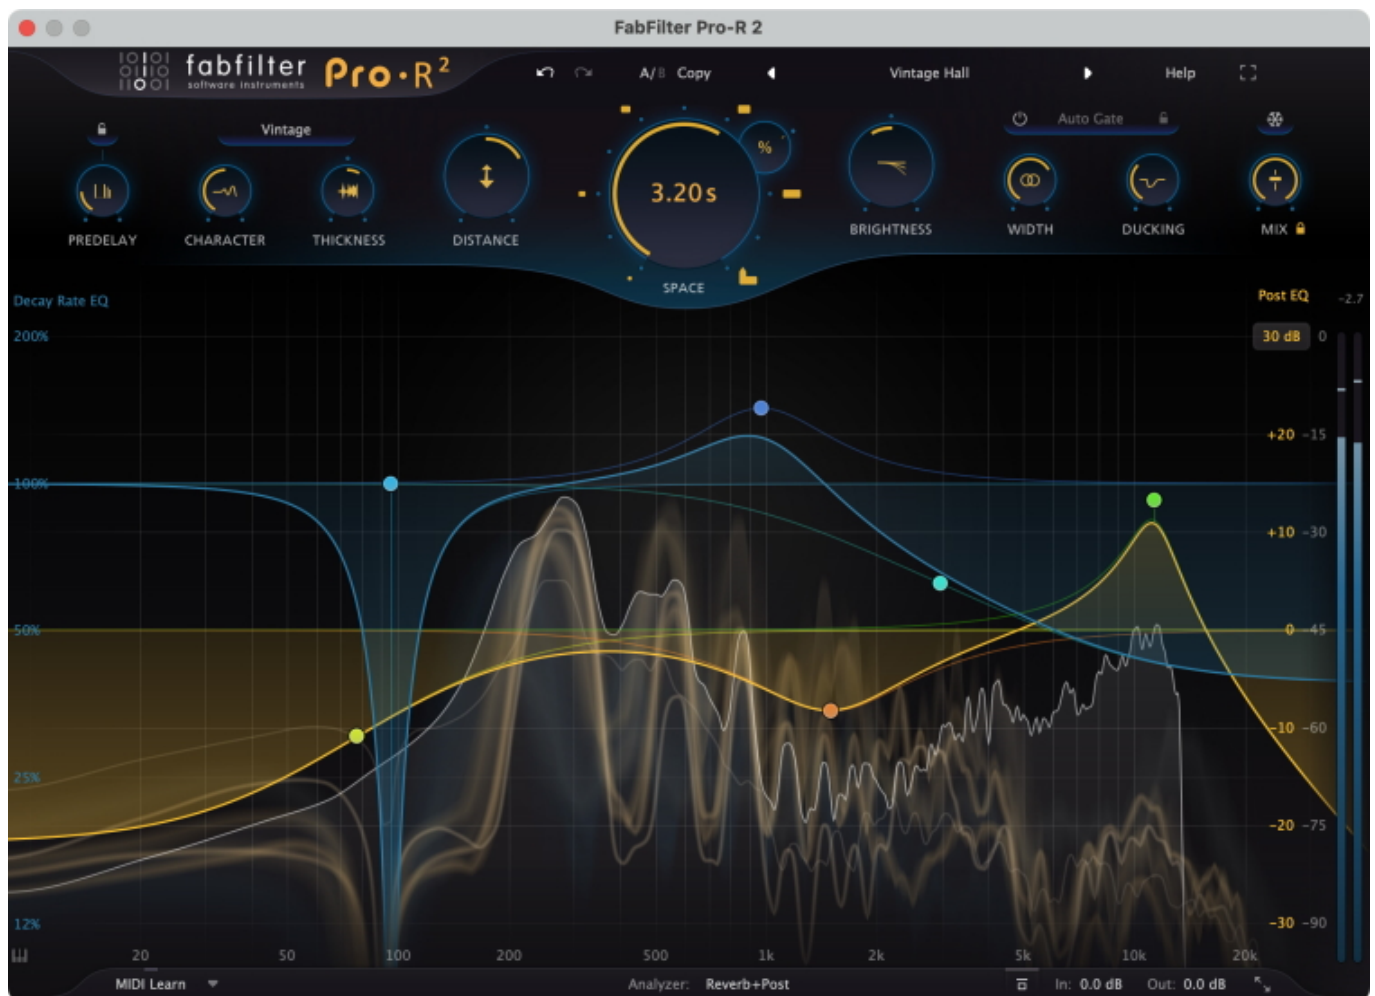 FabFilter Pro-R 2
fabfilter
software instruments
Pro·R²
A/B Copy
Vintage Hall
Help
Vintage
Auto Gate
%
3.20s
PREDELAY
CHARACTER
THICKNESS
DISTANCE
SPACE
BRIGHTNESS
WIDTH
DUCKING
MIX
Decay Rate EQ
Post EQ
-2.7
200%
30 dB 0
+20 -15
100%
+10 -30
50%
0 -45
-10 -60
25%
-20 -75
12%
-30 -90
20 50 100 200 500 1k 2k 5k 10k 20k
MIDI Learn
Analyzer: Reverb+Post
In: 0.0 dB Out: 0.0 dB